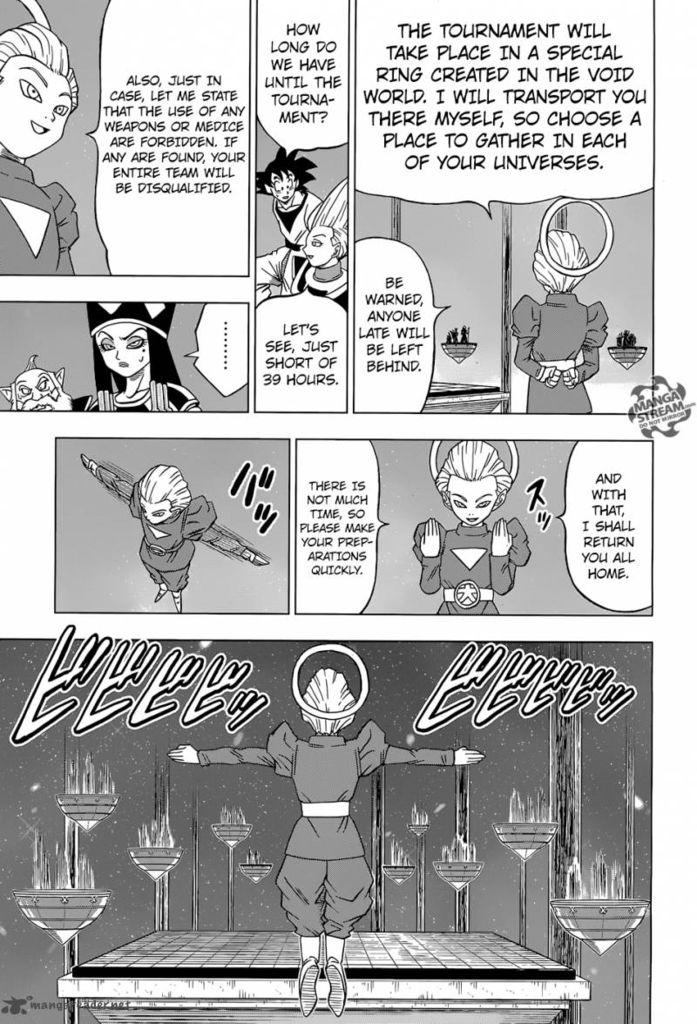 THE TOURNAMENT WILL
TAKE PLACE IN A SPECIAL
RING CREATED IN THE VOID
WORLD. I WILL TRANSPORT YOU
THERE MYSELF, SO CHOOSE A
PLACE TO GATHER IN EACH
OF YOUR UNIVERSES.
BE
WARNED,
ANYONE
LATE WILL
BE LEFT
BEHIND.
HOW
LONG DO
WE HAVE
UNTIL THE
TOURNA-
MENT?
LET'S
SEE, JUST
SHORT OF
39 HOURS.
ALSO, JUST IN
CASE, LET ME STATE
THAT THE USE OF ANY
WEAPONS OR MEDICE
ARE FORBIDDEN. IF
ANY ARE FOUND, YOUR
ENTIRE TEAM WILL
BE DISQUALIFIED.
........
MANGA
STREAM.com
DO NOT MIRROR!
AND
WITH
THAT,
I SHALL
RETURN
YOU ALL
HOME.
スッ
THERE IS
NOT MUCH
TIME, SO
PLEASE MAKE
YOUR PREP-
ARATIONS
QUICKLY.
バッ
ビビビビッ
ビビビビッ
大
mangareader.net